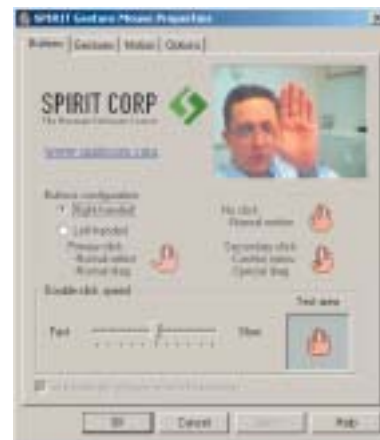 SPIRIT Gesture Mouse Properties
Buttons Gestures Motion Options
SPIRIT CORP
Buttons configuration
Right handed
Left handed
No click
Normal motion
Primary click
Normal select
Normal drag
Secondary click
Context menu
Special drag
Double-click speed
Test area
Fast
Slow
OK
Cancel
Help